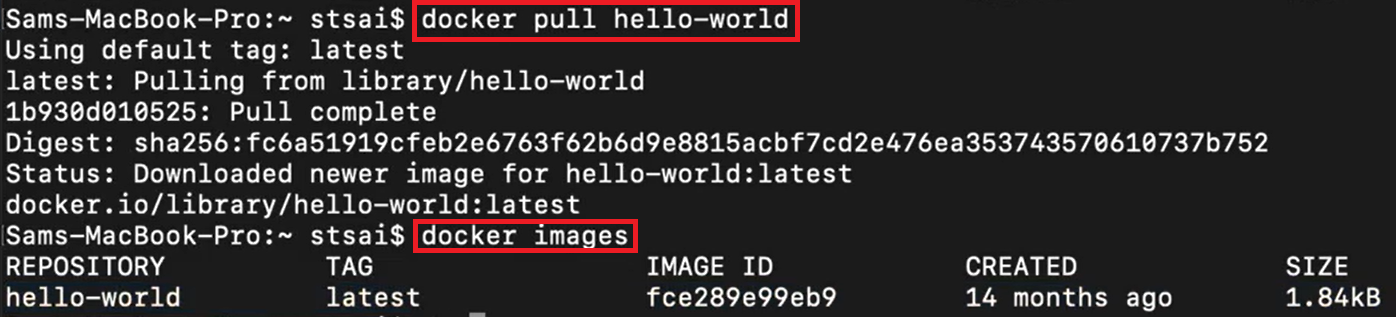 Sams-MacBook-Pro:~ stsai$ docker pull hello-world
Using default tag: latest
latest: Pulling from library/hello-world
1b930d010525: Pull complete
Digest: sha256:fc6a51919cfeb2e6763f62b6d9e8815acbf7cd2e476ea353743570610737b752
Status: Downloaded newer image for hello-world:latest
docker.io/library/hello-world:latest
Sams-MacBook-Pro:~ stsai$ docker images
REPOSITORY TAG IMAGE ID CREATED SIZE
hello-world latest fce289e99eb9 14 months ago 1.84kB